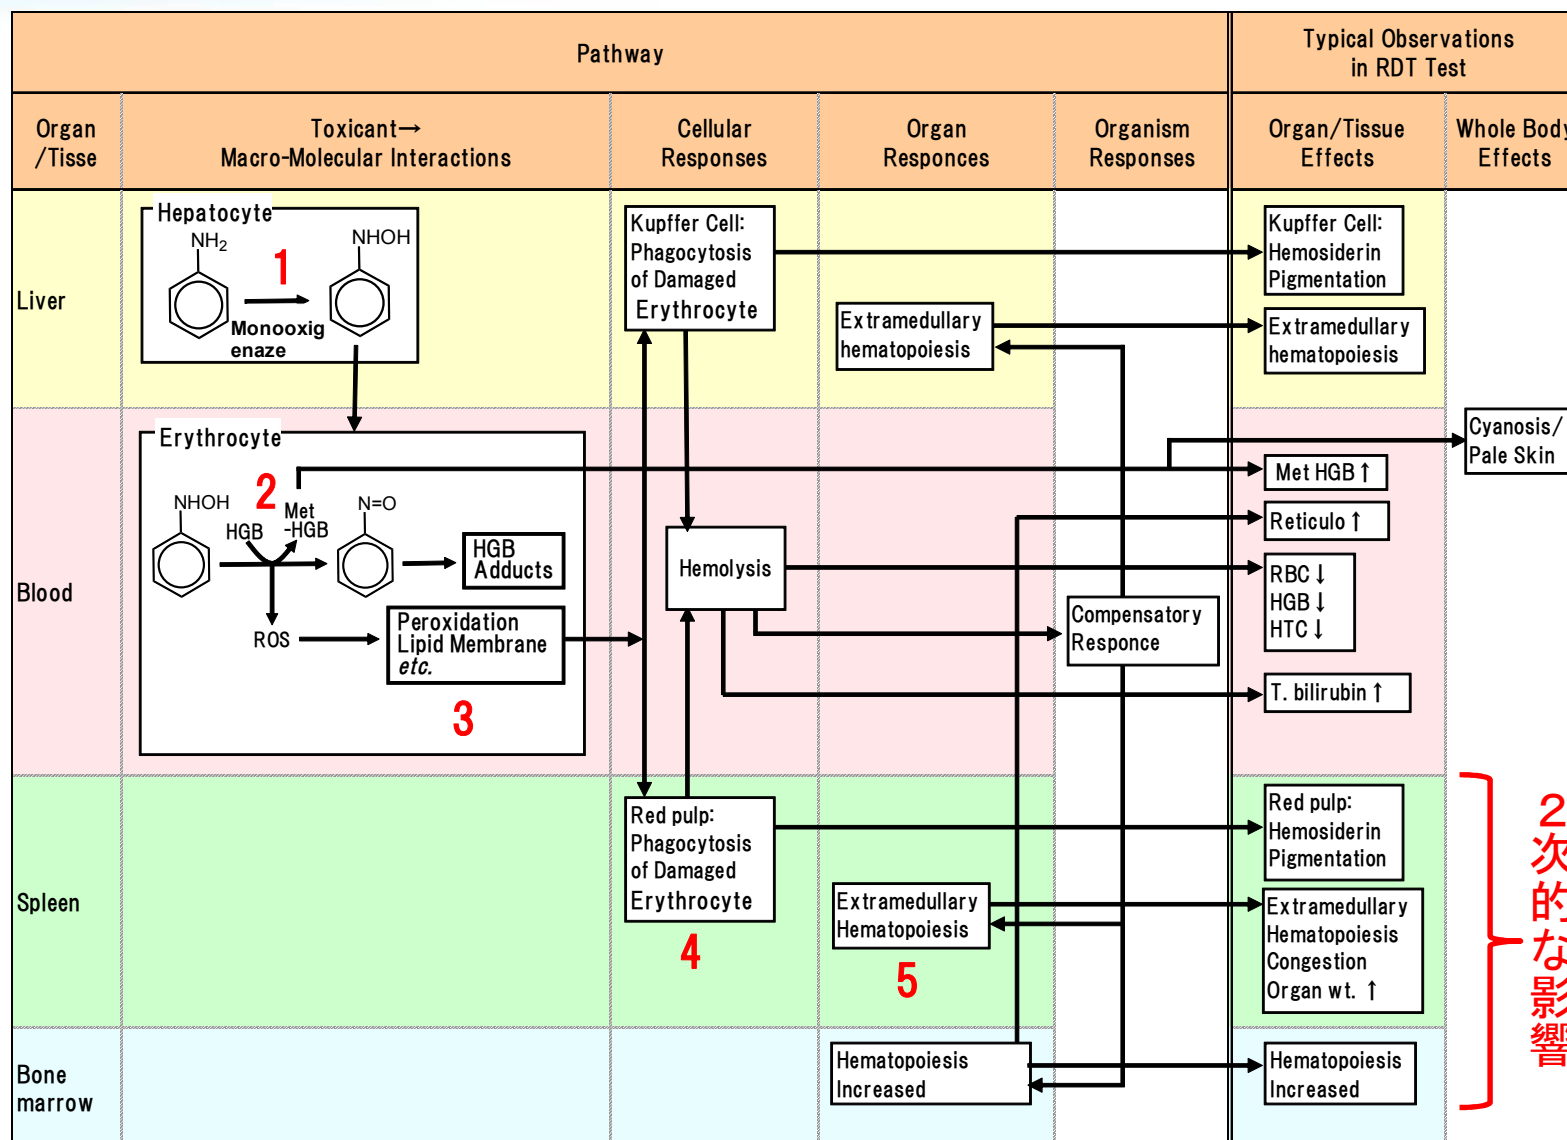 Pathway
Typical Observations
in RDT Test
Organ
/Tisse
Toxicant→
Macro-Molecular Interactions
Cellular
Responses
Organ
Responces
Organism
Responses
Organ/Tissue
Effects
Whole Body
Effects
Liver
Hepatocyte
NH2
NHOH
1
Monooxig
enaze
Kupffer Cell:
Phagocytosis
of Damaged
Erythrocyte
Extramedullary
hematopoiesis
Kupffer Cell:
Hemosiderin
Pigmentation
Extramedullary
hematopoiesis
Blood
Erythrocyte
NHOH
2
HGB
Met
-HGB
N=O
HGB
Adducts
ROS
Peroxidation
Lipid Membrane
etc.
3
Hemolysis
Compensatory
Responce
Cyanosis/
Pale Skin
Met HGB ↑
Reticulo ↑
RBC ↓
HGB ↓
HTC ↓
T. bilirubin ↑
Spleen
Red pulp:
Phagocytosis
of Damaged
Erythrocyte
4
Extramedullary
Hematopoiesis
5
Red pulp:
Hemosiderin
Pigmentation
Extramedullary
Hematopoiesis
Congestion
Organ wt. ↑
2次的な影響
Bone
marrow
Hematopoiesis
Increased
Hematopoiesis
Increased